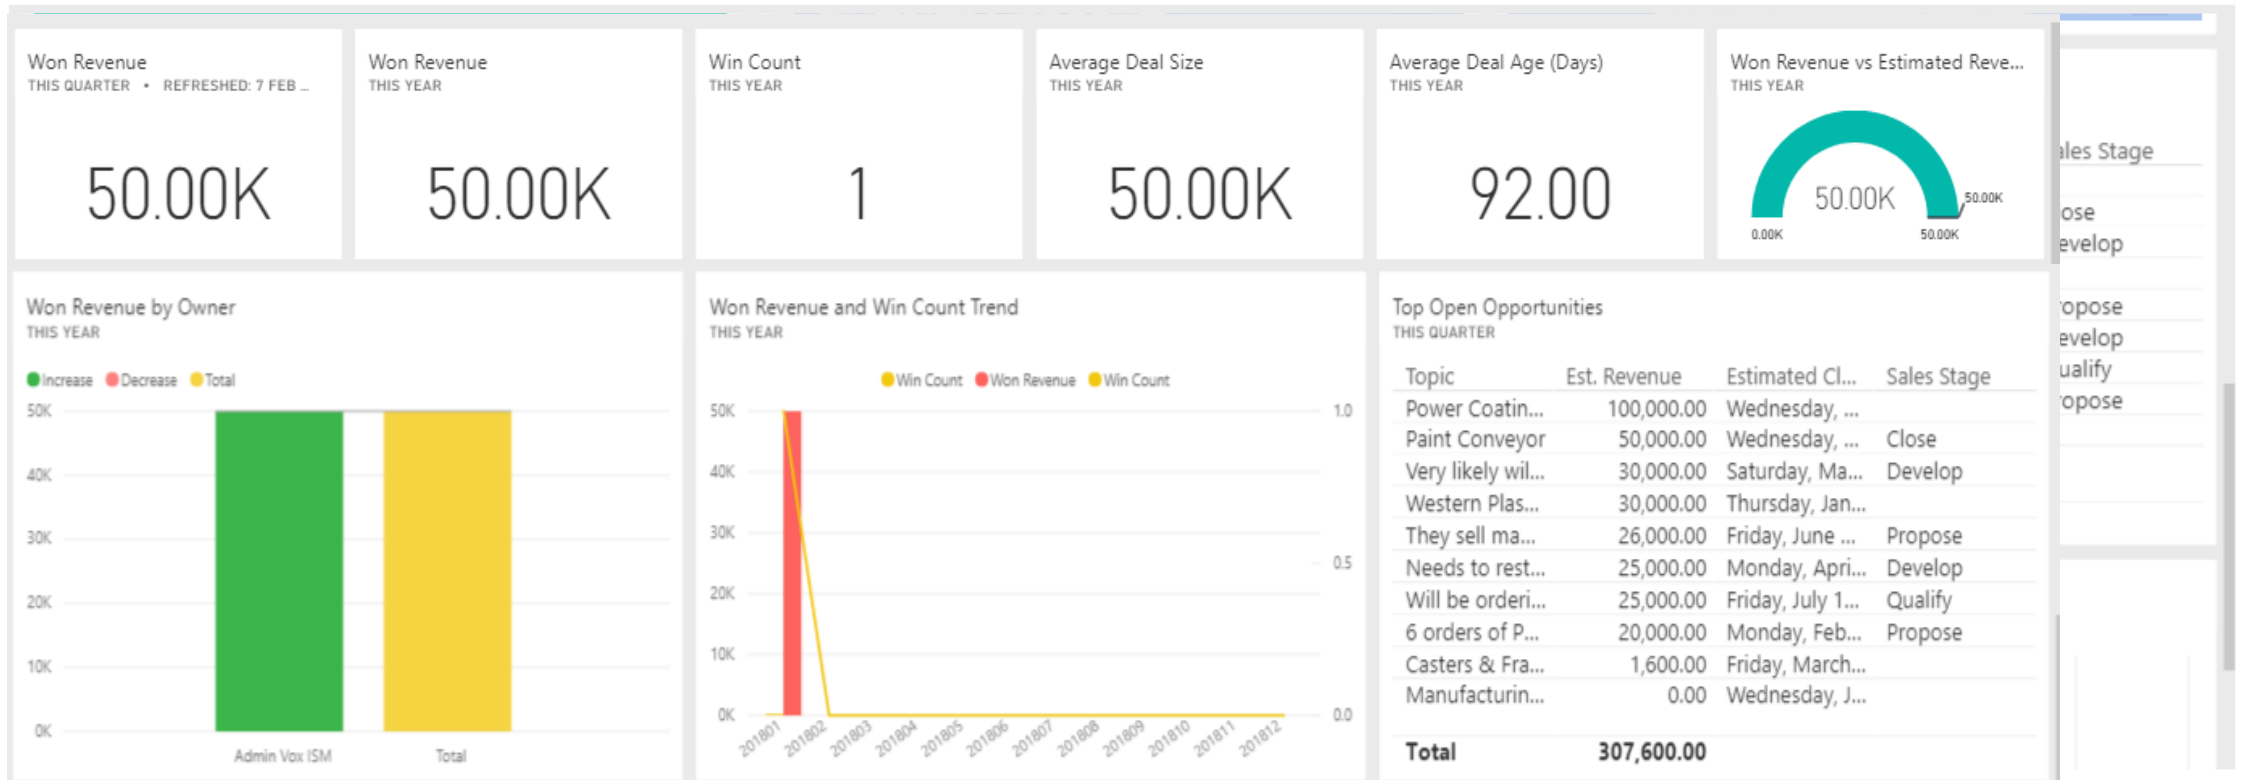 Won Revenue
THIS QUARTER • REFRESHED: 7 FEB ...
50.00K
Won Revenue
THIS YEAR
50.00K
Win Count
THIS YEAR
1
Average Deal Size
THIS YEAR
50.00K
Average Deal Age (Days)
THIS YEAR
92.00
Won Revenue vs Estimated Reve...
THIS YEAR
50.00K
50.00K
0.00K
50.00K
Won Revenue by Owner
THIS YEAR
Increase Decrease Total
50K
40K
30K
20K
10K
0K
Admin Vox ISM Total
Won Revenue and Win Count Trend
THIS YEAR
Win Count Won Revenue Win Count
50K 1.0
40K
30K
0.5
20K
10K
0K 0.0
201801 201802 201803 201804 201805 201806 201807 201808 201809 201810 201811 201812
Top Open Opportunities
THIS QUARTER
Topic Est. Revenue Estimated Cl... Sales Stage
Power Coatin... 100,000.00 Wednesday, ...
Paint Conveyor 50,000.00 Wednesday, ... Close
Very likely wil... 30,000.00 Saturday, Ma... Develop
Western Plas... 30,000.00 Thursday, Jan...
They sell ma... 26,000.00 Friday, June ... Propose
Needs to rest... 25,000.00 Monday, Apri... Develop
Will be orderi... 25,000.00 Friday, July 1... Qualify
6 orders of P... 20,000.00 Monday, Feb... Propose
Casters & Fra... 1,600.00 Friday, March...
Manufacturin... 0.00 Wednesday, J...
Total 307,600.00
ales Stage
ose
evelop
opose
evelop
ualify
opose